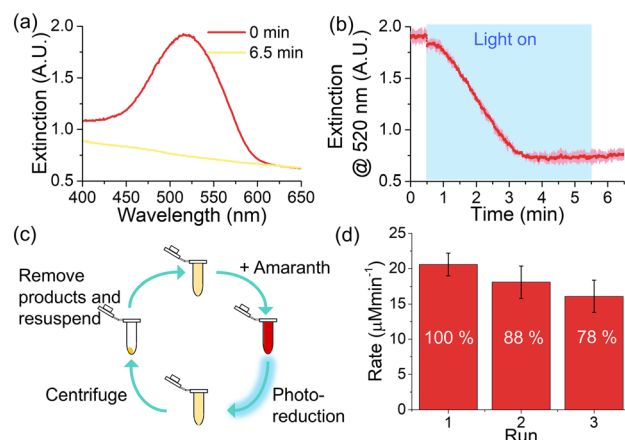 (a)
2.0
1.5
1.0
0.5
Extinction (A.U.)
0 min
6.5 min
400 450 500 550 600 650
Wavelength (nm)
(b)
2.0
1.5
1.0
0.5
Extinction
@ 520 nm (A.U.)
Light on
0 1 2 3 4 5 6
Time (min)
(c)
Remove
products and
resuspend
+ Amaranth
Centrifuge
Photo-
reduction
(d)
25
20
15
10
5
0
Rate (µMmin⁻¹)
100 % 88 % 78 %
1 2 3
Run